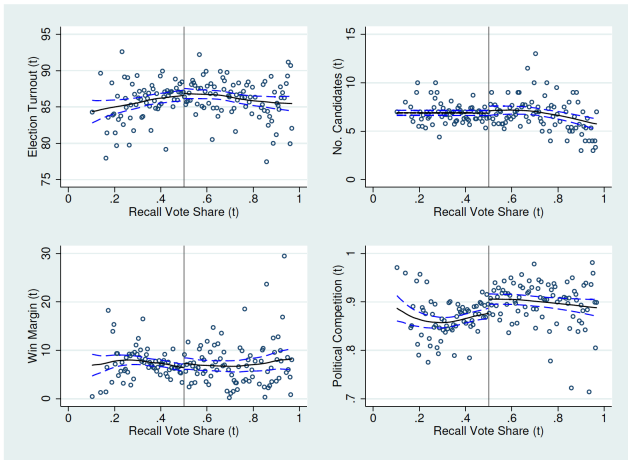 Election Turnout (t)
95
90
85
80
75
0 .2 .4 .6 .8 1
Recall Vote Share (t)
No. Candidates (t)
15
10
5
0
0 .2 .4 .6 .8 1
Recall Vote Share (t)
Win Margin (t)
30
20
10
0
0 .2 .4 .6 .8 1
Recall Vote Share (t)
Political Competition (t)
1
.9
.8
.7
0 .2 .4 .6 .8 1
Recall Vote Share (t)